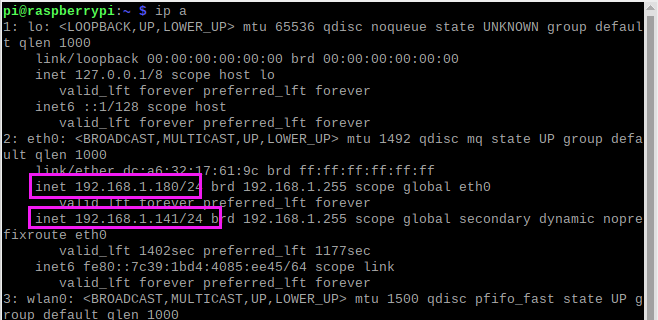 pi@raspberrypi:~ $ ip a
1: lo: <LOOPBACK,UP,LOWER_UP> mtu 65536 qdisc noqueue state UNKNOWN group defaul
t qlen 1000
    link/loopback 00:00:00:00:00:00 brd 00:00:00:00:00:00
    inet 127.0.0.1/8 scope host lo
       valid_lft forever preferred_lft forever
    inet6 ::1/128 scope host
       valid_lft forever preferred_lft forever
2: eth0: <BROADCAST,MULTICAST,UP,LOWER_UP> mtu 1492 qdisc mq state UP group defa
ult qlen 1000
    link/ether dc:a6:32:17:61:9c brd ff:ff:ff:ff:ff:ff
    inet 192.168.1.180/24 brd 192.168.1.255 scope global eth0
       valid_lft forever preferred_lft forever
    inet 192.168.1.141/24 brd 192.168.1.255 scope global secondary dynamic nopre
fixroute eth0
       valid_lft 1402sec preferred_lft 1177sec
    inet6 fe80::7c39:1bd4:4085:ee45/64 scope link
       valid_lft forever preferred_lft forever
3: wlan0: <BROADCAST,MULTICAST,UP,LOWER_UP> mtu 1500 qdisc pfifo_fast state UP g
roup default qlen 1000